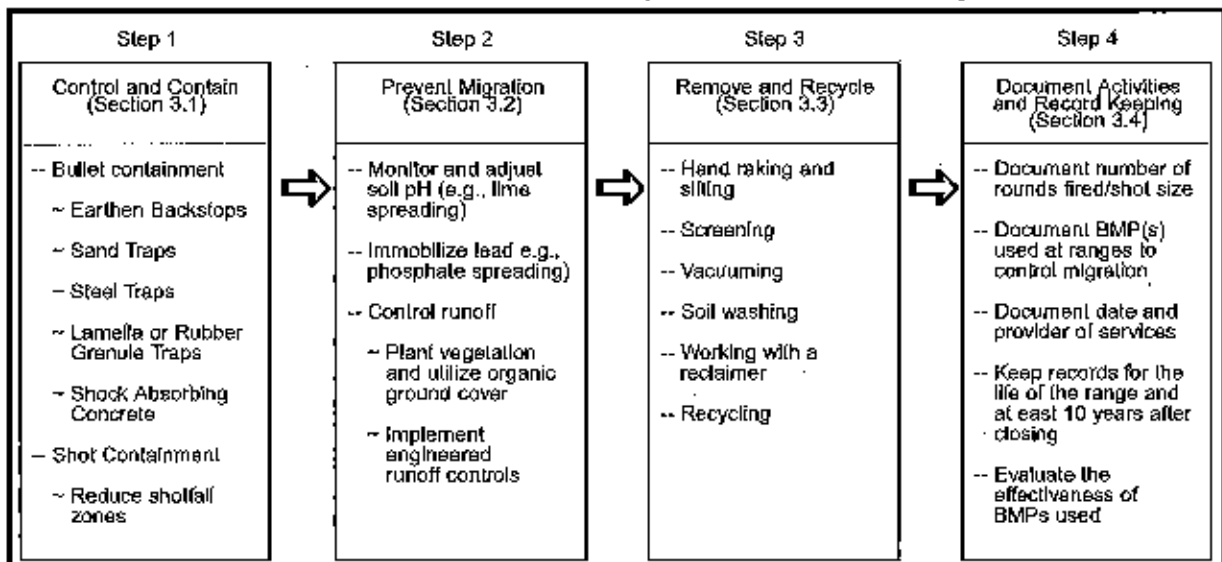 Step 1
Control and Contain
(Section 3.1)
-- Bullet containment
~ Earthen Backstops
~ Sand Traps
– Steel Traps
~ Lamella or Rubber
Granule Traps
~ Shock Absorbing
Concrete
– Shot Containment
~ Reduce shotfall
zones
Step 2
Prevent Migration
(Section 3.2)
-- Monitor and adjust
soil pH (e.g., lime
spreading)
-- Immobilize lead e.g.,
phosphate spreading)
-- Control runoff
~ Plant vegetation
and utilize organic
ground cover
~ Implement
engineered
runoff controls
Step 3
Remove and Recycle
(Section 3.3)
-- Hand raking and
sifting
-- Screening
-- Vacuuming
-- Soil washing
-- Working with a
reclaimer
-- Recycling
Step 4
Document Activities
and Record Keeping
(Section 3.4)
-- Document number of
rounds fired/shot size
-- Document BMP(s)
used at ranges to
control migration
-- Document date and
provider of services
-- Keep records for the
life of the range and
at east 10 years after
closing
-- Evaluate the
effectiveness of
BMPs used